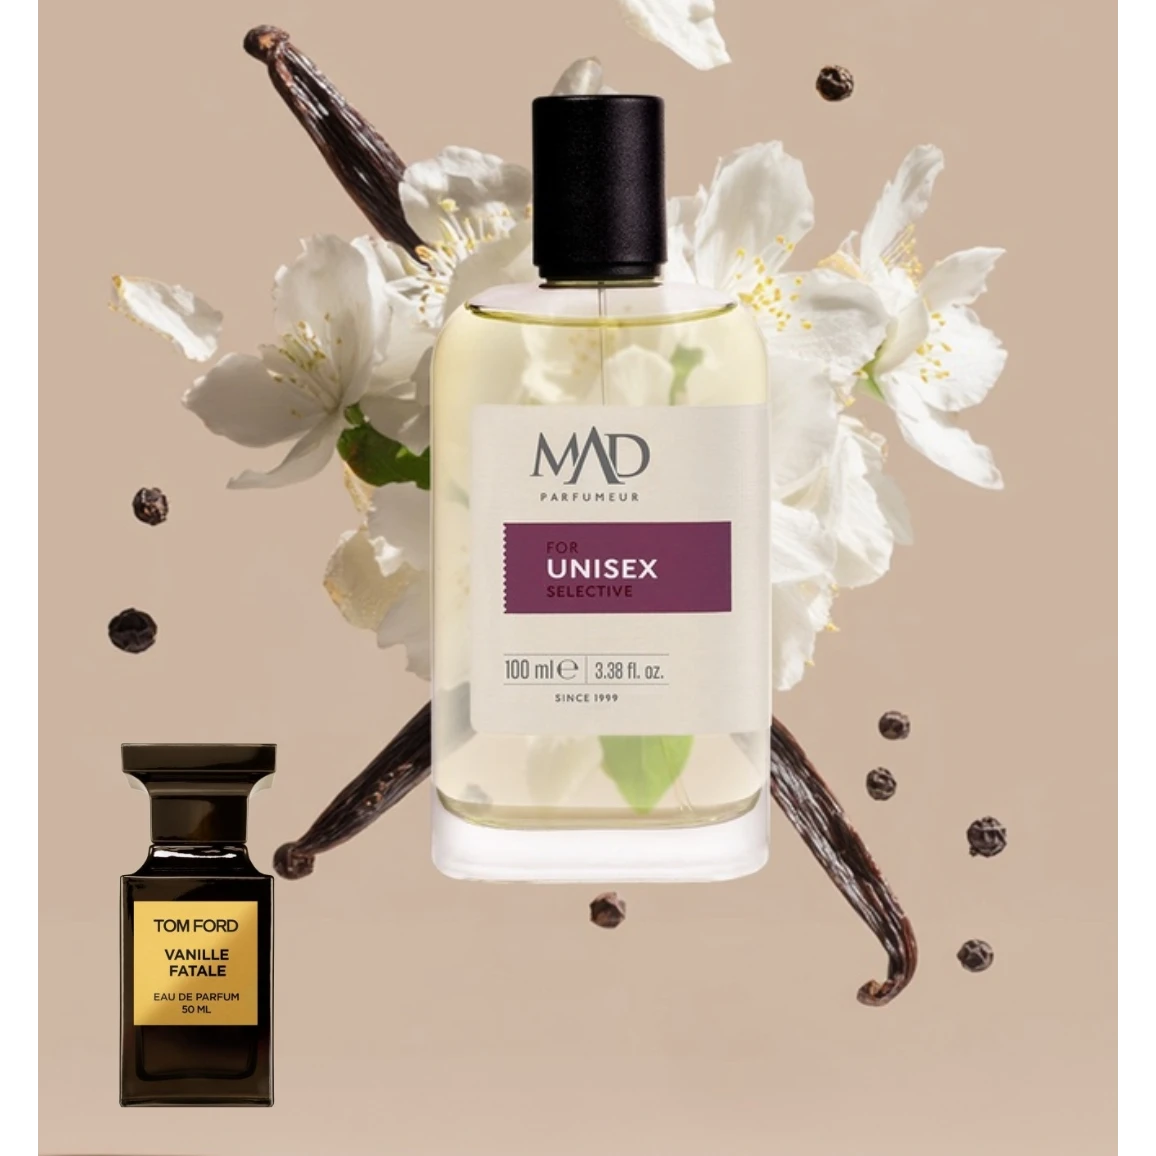 MAD
PARFUMEUR
FOR
UNISEX
SELECTIVE
100 ml ℮ 3.38 fl. oz.
SINCE 1999
TOM FORD
VANILLE
FATALE
EAU DE PARFUM
50 ML